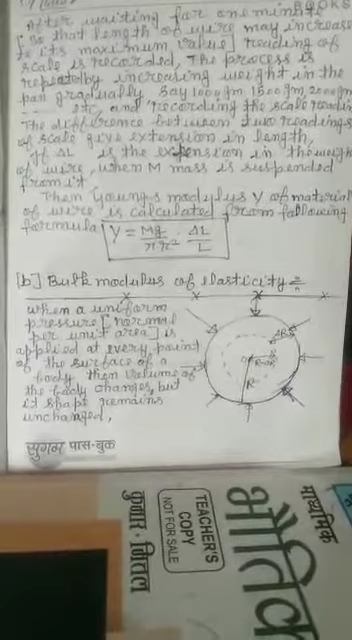 After waiting for one min
[so that length of wire may increase
to its maximum value] reading of
scale is recorded, The process is
repeated by increasing weight in the
pan gradually say 1000gm 1500gm, 2000gm
etc, and recording the scale reading
The difference between two readings
of scale give extension in length,
If ΔL is the expension in the
of wire, when M mass is suspended
from it
Then Young's modulus Y of material
of wire is calculated from following
formula Y = Mg/πr² · ΔL/L
[b] Bulk modulus of elasticity
when a uniform
pressure [normal
per unit area] is
applied at every point
of the surface of a
body then volume of
the body changes, but
it shape remains
unchanged,
R
सुगम पास-बुक
TEACHER'S
COPY
NOT FOR SALE
कुमार • मित्तल
माध्यमिक